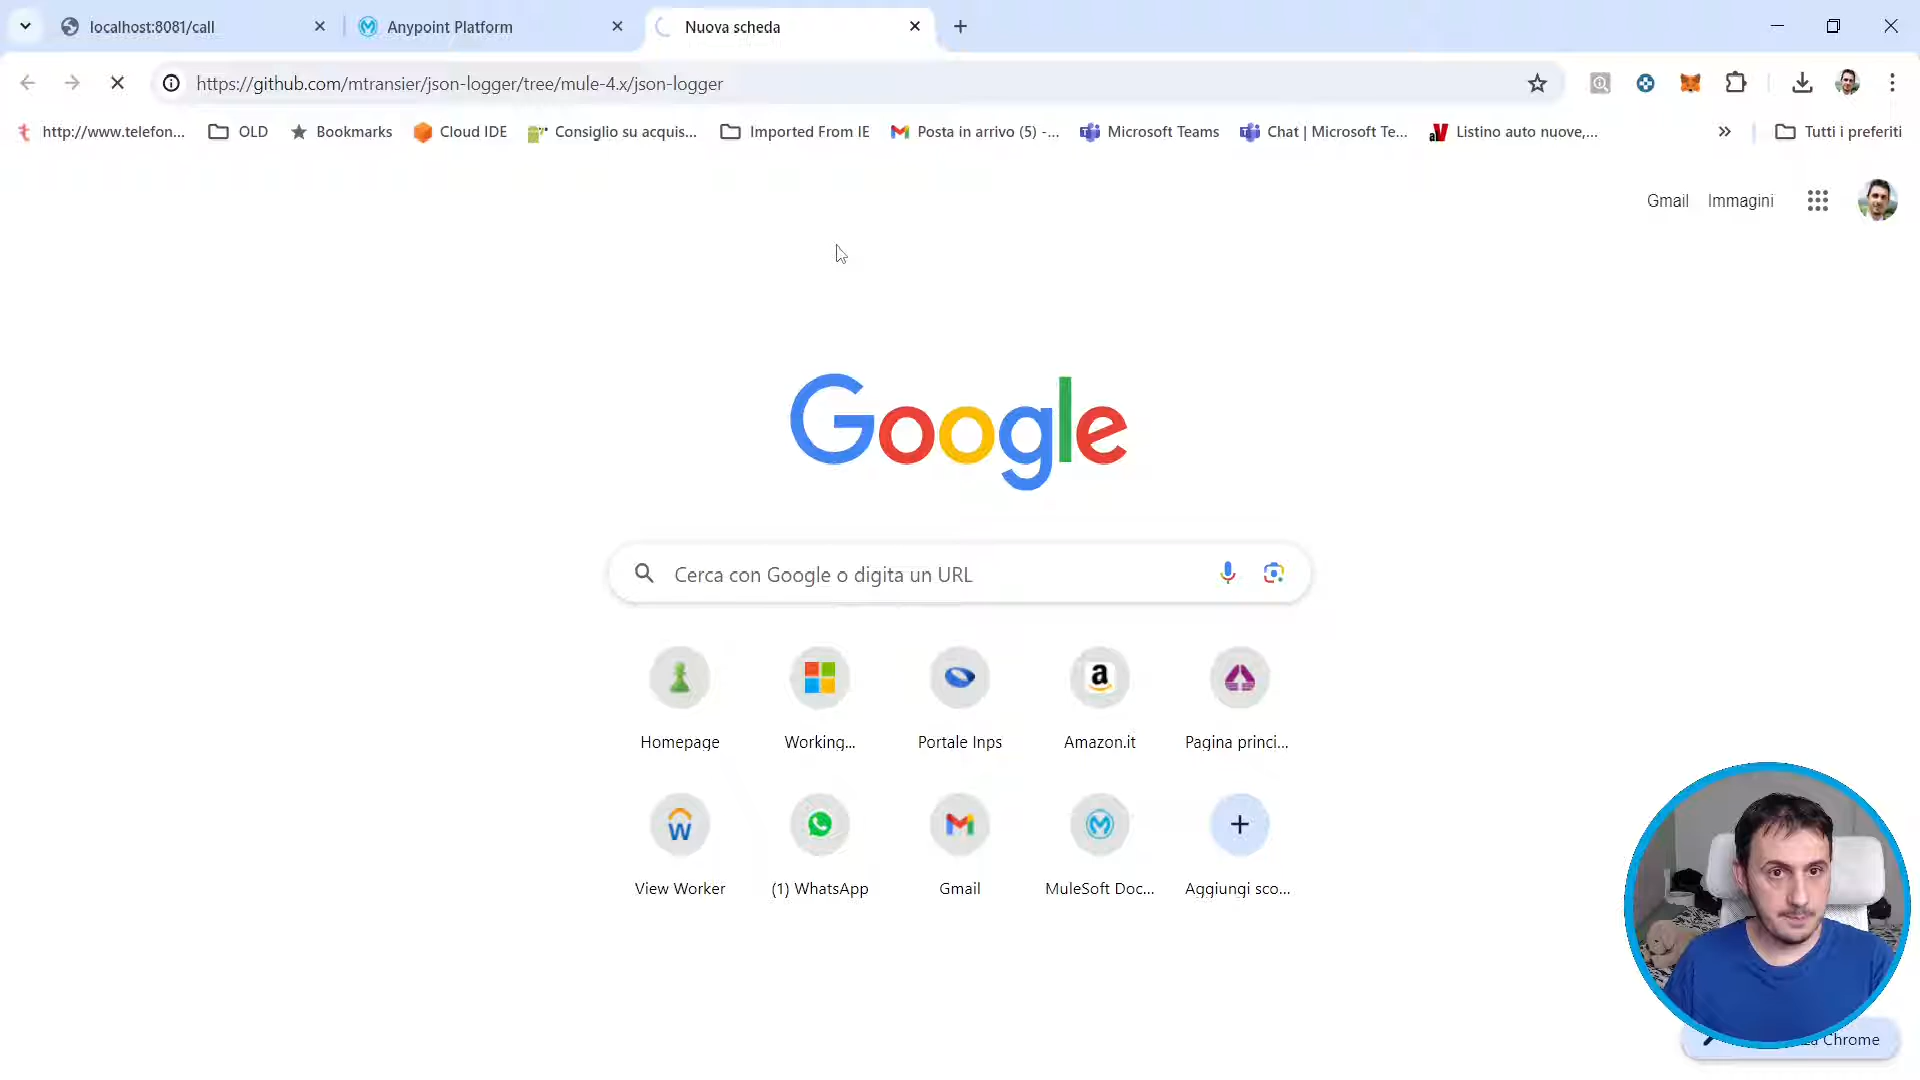 localhost:8081/call
Anypoint Platform
Nuova scheda
https://github.com/mtransier/json-logger/tree/mule-4.x/json-logger
http://www.telefon...
OLD
Bookmarks
Cloud IDE
Consiglio su acquis...
Imported From IE
Posta in arrivo (5) -...
Microsoft Teams
Chat | Microsoft Te...
Listino auto nuove,...
Tutti i preferiti
Gmail
Immagini
Google
Cerca con Google o digita un URL
Homepage
Working...
Portale Inps
Amazon.it
Pagina princi...
View Worker
(1) WhatsApp
Gmail
MuleSoft Doc...
Aggiungi sco...
Chrome